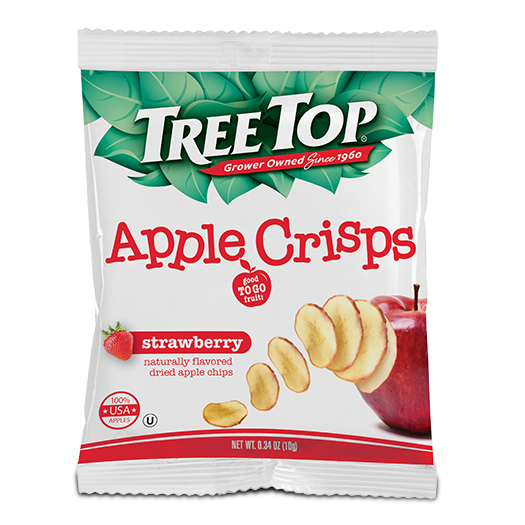 TREE TOP®
Grower Owned Since 1960
Apple Crisps
good
TO GO
fruit!
strawberry
naturally flavored
dried apple chips
100%
USA
APPLES
U
NET WT. 0.34 OZ (10g)